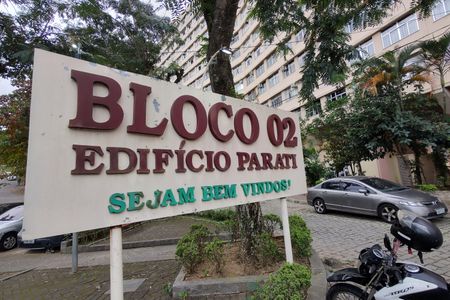 BLOCO 02
EDIFÍCIO PARATI
SEJAM BEM VINDOS!